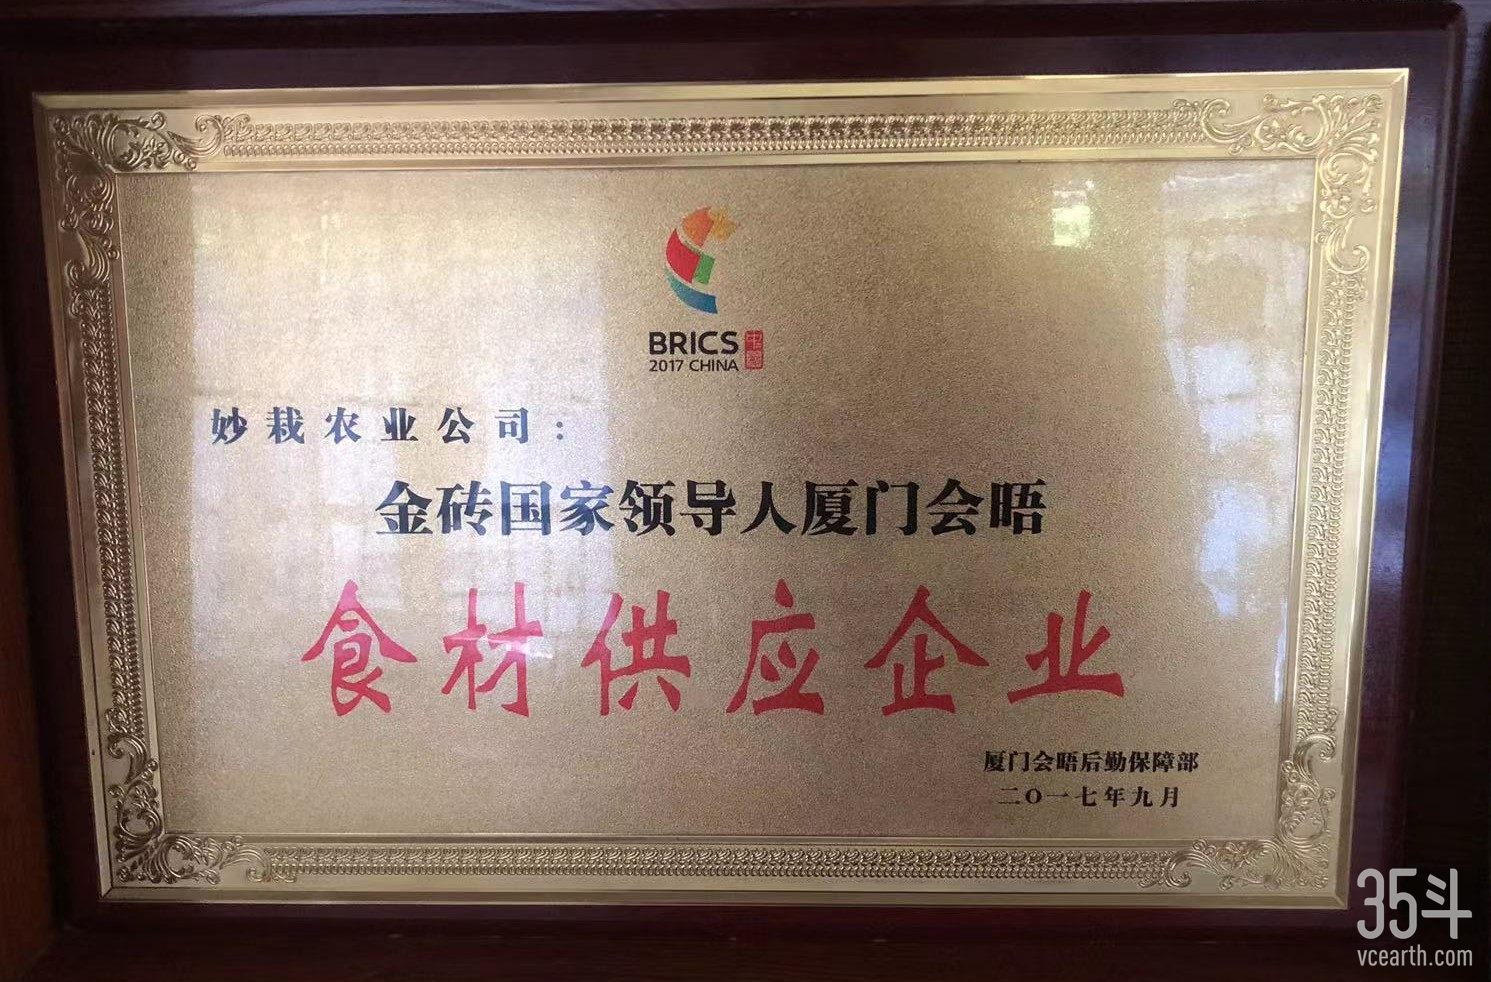 BRICS 中国
2017 CHINA
妙栽农业公司：
金砖国家领导人厦门会晤
食材供应企业
厦门会晤后勤保障部
二〇一七年九月
35斗
vcearth.com